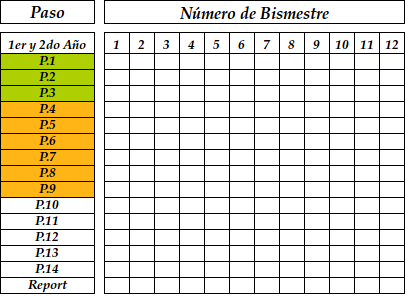 Paso Número de Bismestre
1er y 2do Año 1 2 3 4 5 6 7 8 9 10 11 12
P.1
P.2
P.3
P.4
P.5
P.6
P.7
P.8
P.9
P.10
P.11
P.12
P.13
P.14
Report